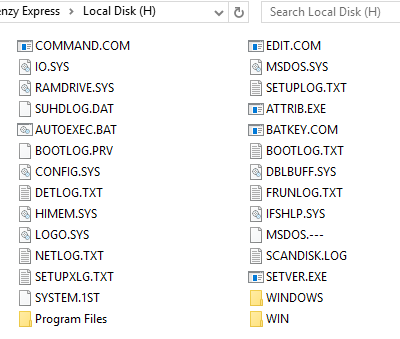 enzy Express > Local Disk (H) Search Local Disk (H)
COMMAND.COM EDIT.COM
IO.SYS MSDOS.SYS
RAMDRIVE.SYS SETUPLOG.TXT
SUHDLOG.DAT ATTRIB.EXE
AUTOEXEC.BAT BATKEY.COM
BOOTLOG.PRV BOOTLOG.TXT
CONFIG.SYS DBLBUFF.SYS
DETLOG.TXT FRUNLOG.TXT
HIMEM.SYS IFSHLP.SYS
LOGO.SYS MSDOS.---
NETLOG.TXT SCANDISK.LOG
SETUPXLG.TXT SETVER.EXE
SYSTEM.1ST WINDOWS
Program Files WIN